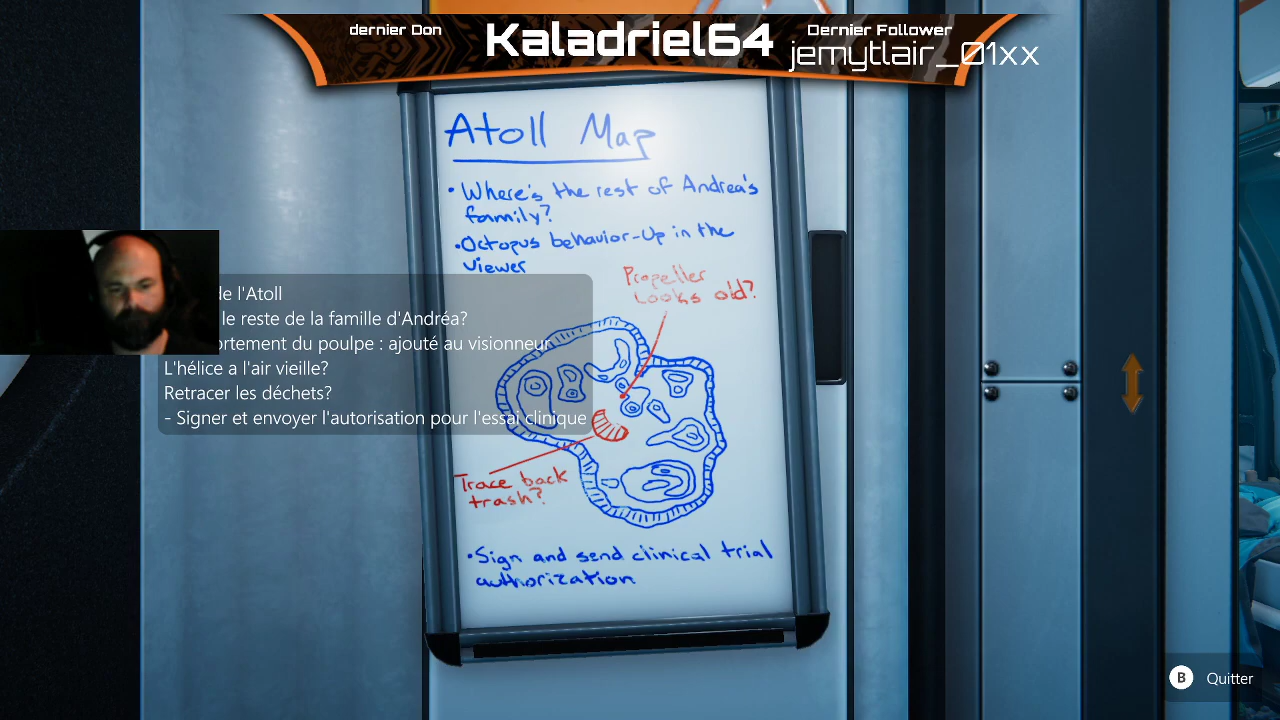 dernier Don
Kaladriel64
Dernier Follower
jemytlair_01xx
Atoll Map
• Where's the rest of Andrea's
family?
• Octopus behavior-Up in the
viewer
Propeller
Looks old?
Trace back
trash?
• Sign and send clinical trial
authorization
de l'Atoll
le reste de la famille d'Andréa?
ortement du poulpe : ajouté au visionneur
L'hélice a l'air vieille?
Retracer les déchets?
- Signer et envoyer l'autorisation pour l'essai clinique
B Quitter